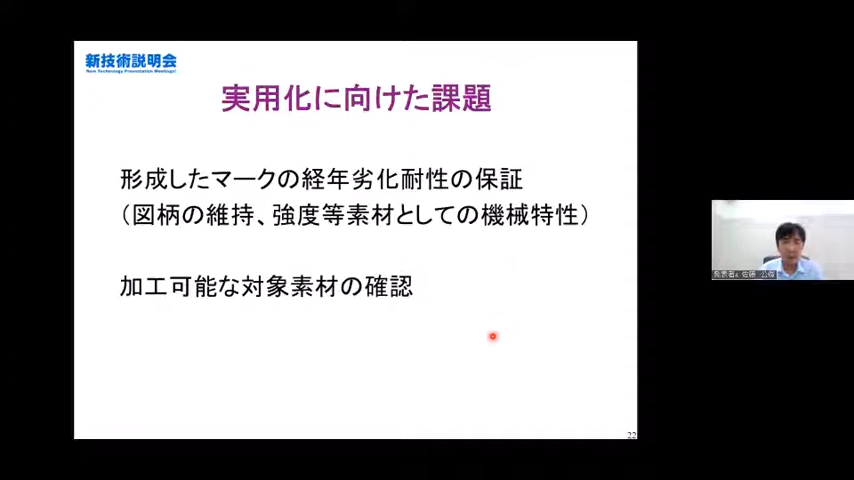 新技術説明会
New Technology Presentation Meetings!
実用化に向けた課題
形成したマークの経年劣化耐性の保証
（図柄の維持、強度等素材としての機械特性）
加工可能な対象素材の確認
22